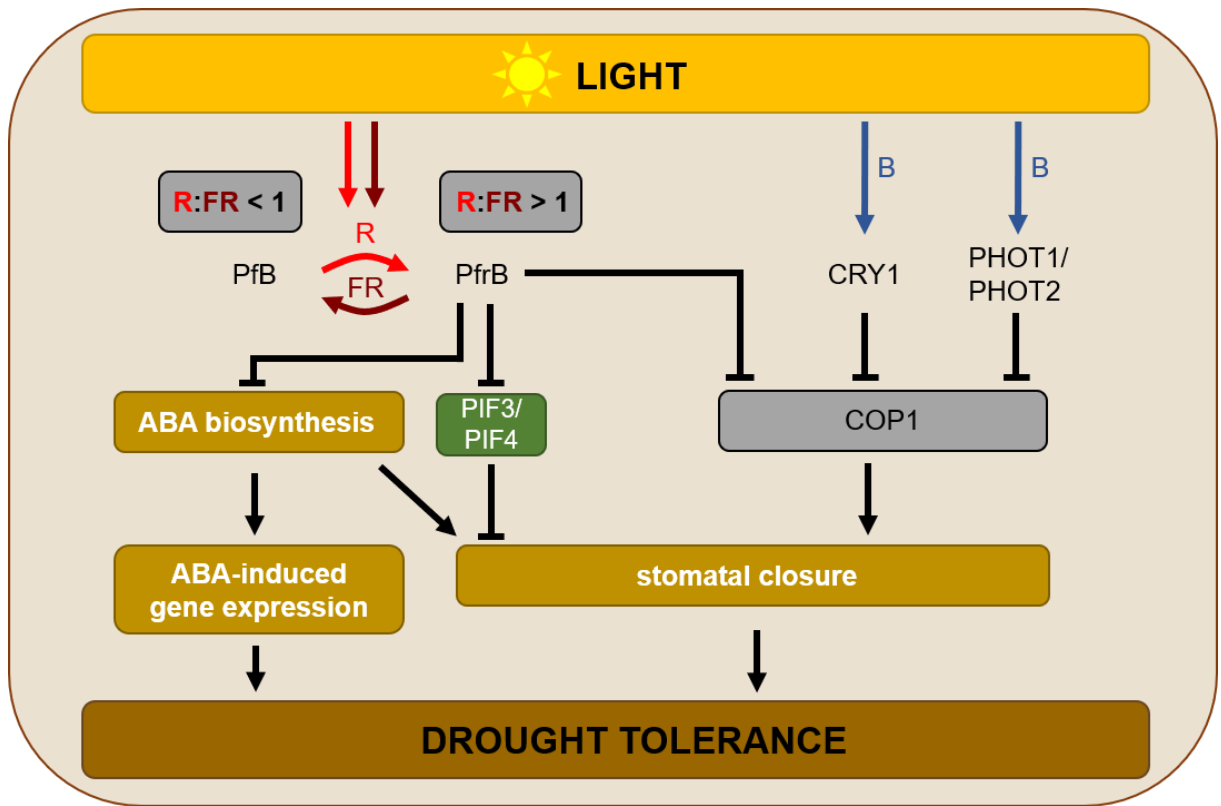 LIGHT
B
B
R:FR < 1
R:FR > 1
R
PfB
FR
PfrB
CRY1
PHOT1/
PHOT2
ABA biosynthesis
PIF3/
PIF4
COP1
ABA-induced
gene expression
stomatal closure
DROUGHT TOLERANCE